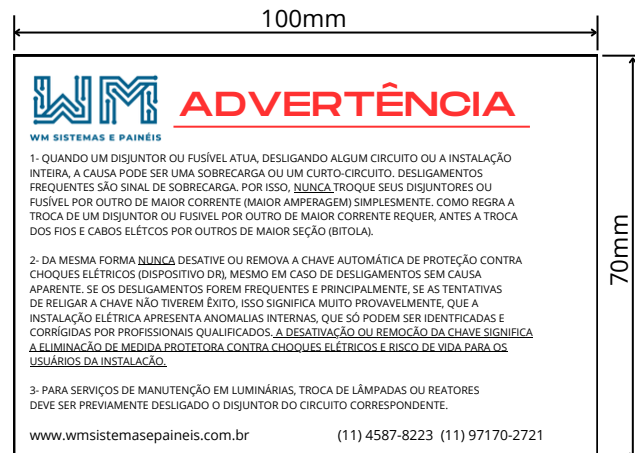 100mm
WM
ADVERTÊNCIA
WM SISTEMAS E PAINÉIS
1- QUANDO UM DISJUNTOR OU FUSÍVEL ATUA, DESLIGANDO ALGUM CIRCUITO OU A INSTALAÇÃO
INTEIRA, A CAUSA PODE SER UMA SOBRECARGA OU UM CURTO-CIRCUITO. DESLIGAMENTOS
FREQUENTES SÃO SINAL DE SOBRECARGA. POR ISSO, NUNCA TROQUE SEUS DISJUNTORES OU
FUSÍVEL POR OUTRO DE MAIOR CORRENTE (MAIOR AMPERAGEM) SIMPLESMENTE. COMO REGRA A
TROCA DE UM DISJUNTOR OU FUSIVEL POR OUTRO DE MAIOR CORRENTE REQUER, ANTES A TROCA
DOS FIOS E CABOS ELÉTCOS POR OUTROS DE MAIOR SEÇÃO (BITOLA).
2- DA MESMA FORMA NUNCA DESATIVE OU REMOVA A CHAVE AUTOMÁTICA DE PROTEÇÃO CONTRA
CHOQUES ELÉTRICOS (DISPOSITIVO DR), MESMO EM CASO DE DESLIGAMENTOS SEM CAUSA
APARENTE. SE OS DESLIGAMENTOS FOREM FREQUENTES E PRINCIPALMENTE, SE AS TENTATIVAS
DE RELIGAR A CHAVE NÃO TIVEREM ÊXITO, ISSO SIGNIFICA MUITO PROVAVELMENTE, QUE A
INSTALAÇÃO ELÉTRICA APRESENTA ANOMALIAS INTERNAS, QUE SÓ PODEM SER IDENTFICADAS E
CORRÍGIDAS POR PROFISSIONAIS QUALIFICADOS. A DESATIVAÇÃO OU REMOCÃO DA CHAVE SIGNIFICA
A ELIMINAÇÃO DE MEDIDA PROTETORA CONTRA CHOQUES ELÉTRICOS E RISCO DE VIDA PARA OS
USUÁRIOS DA INSTALACÃO.
3- PARA SERVIÇOS DE MANUTENÇÃO EM LUMINÁRIAS, TROCA DE LÂMPADAS OU REATORES
DEVE SER PREVIAMENTE DESLIGADO O DISJUNTOR DO CIRCUITO CORRESPONDENTE.
www.wmsistemasepaineis.com.br (11) 4587-8223 (11) 97170-2721
70mm